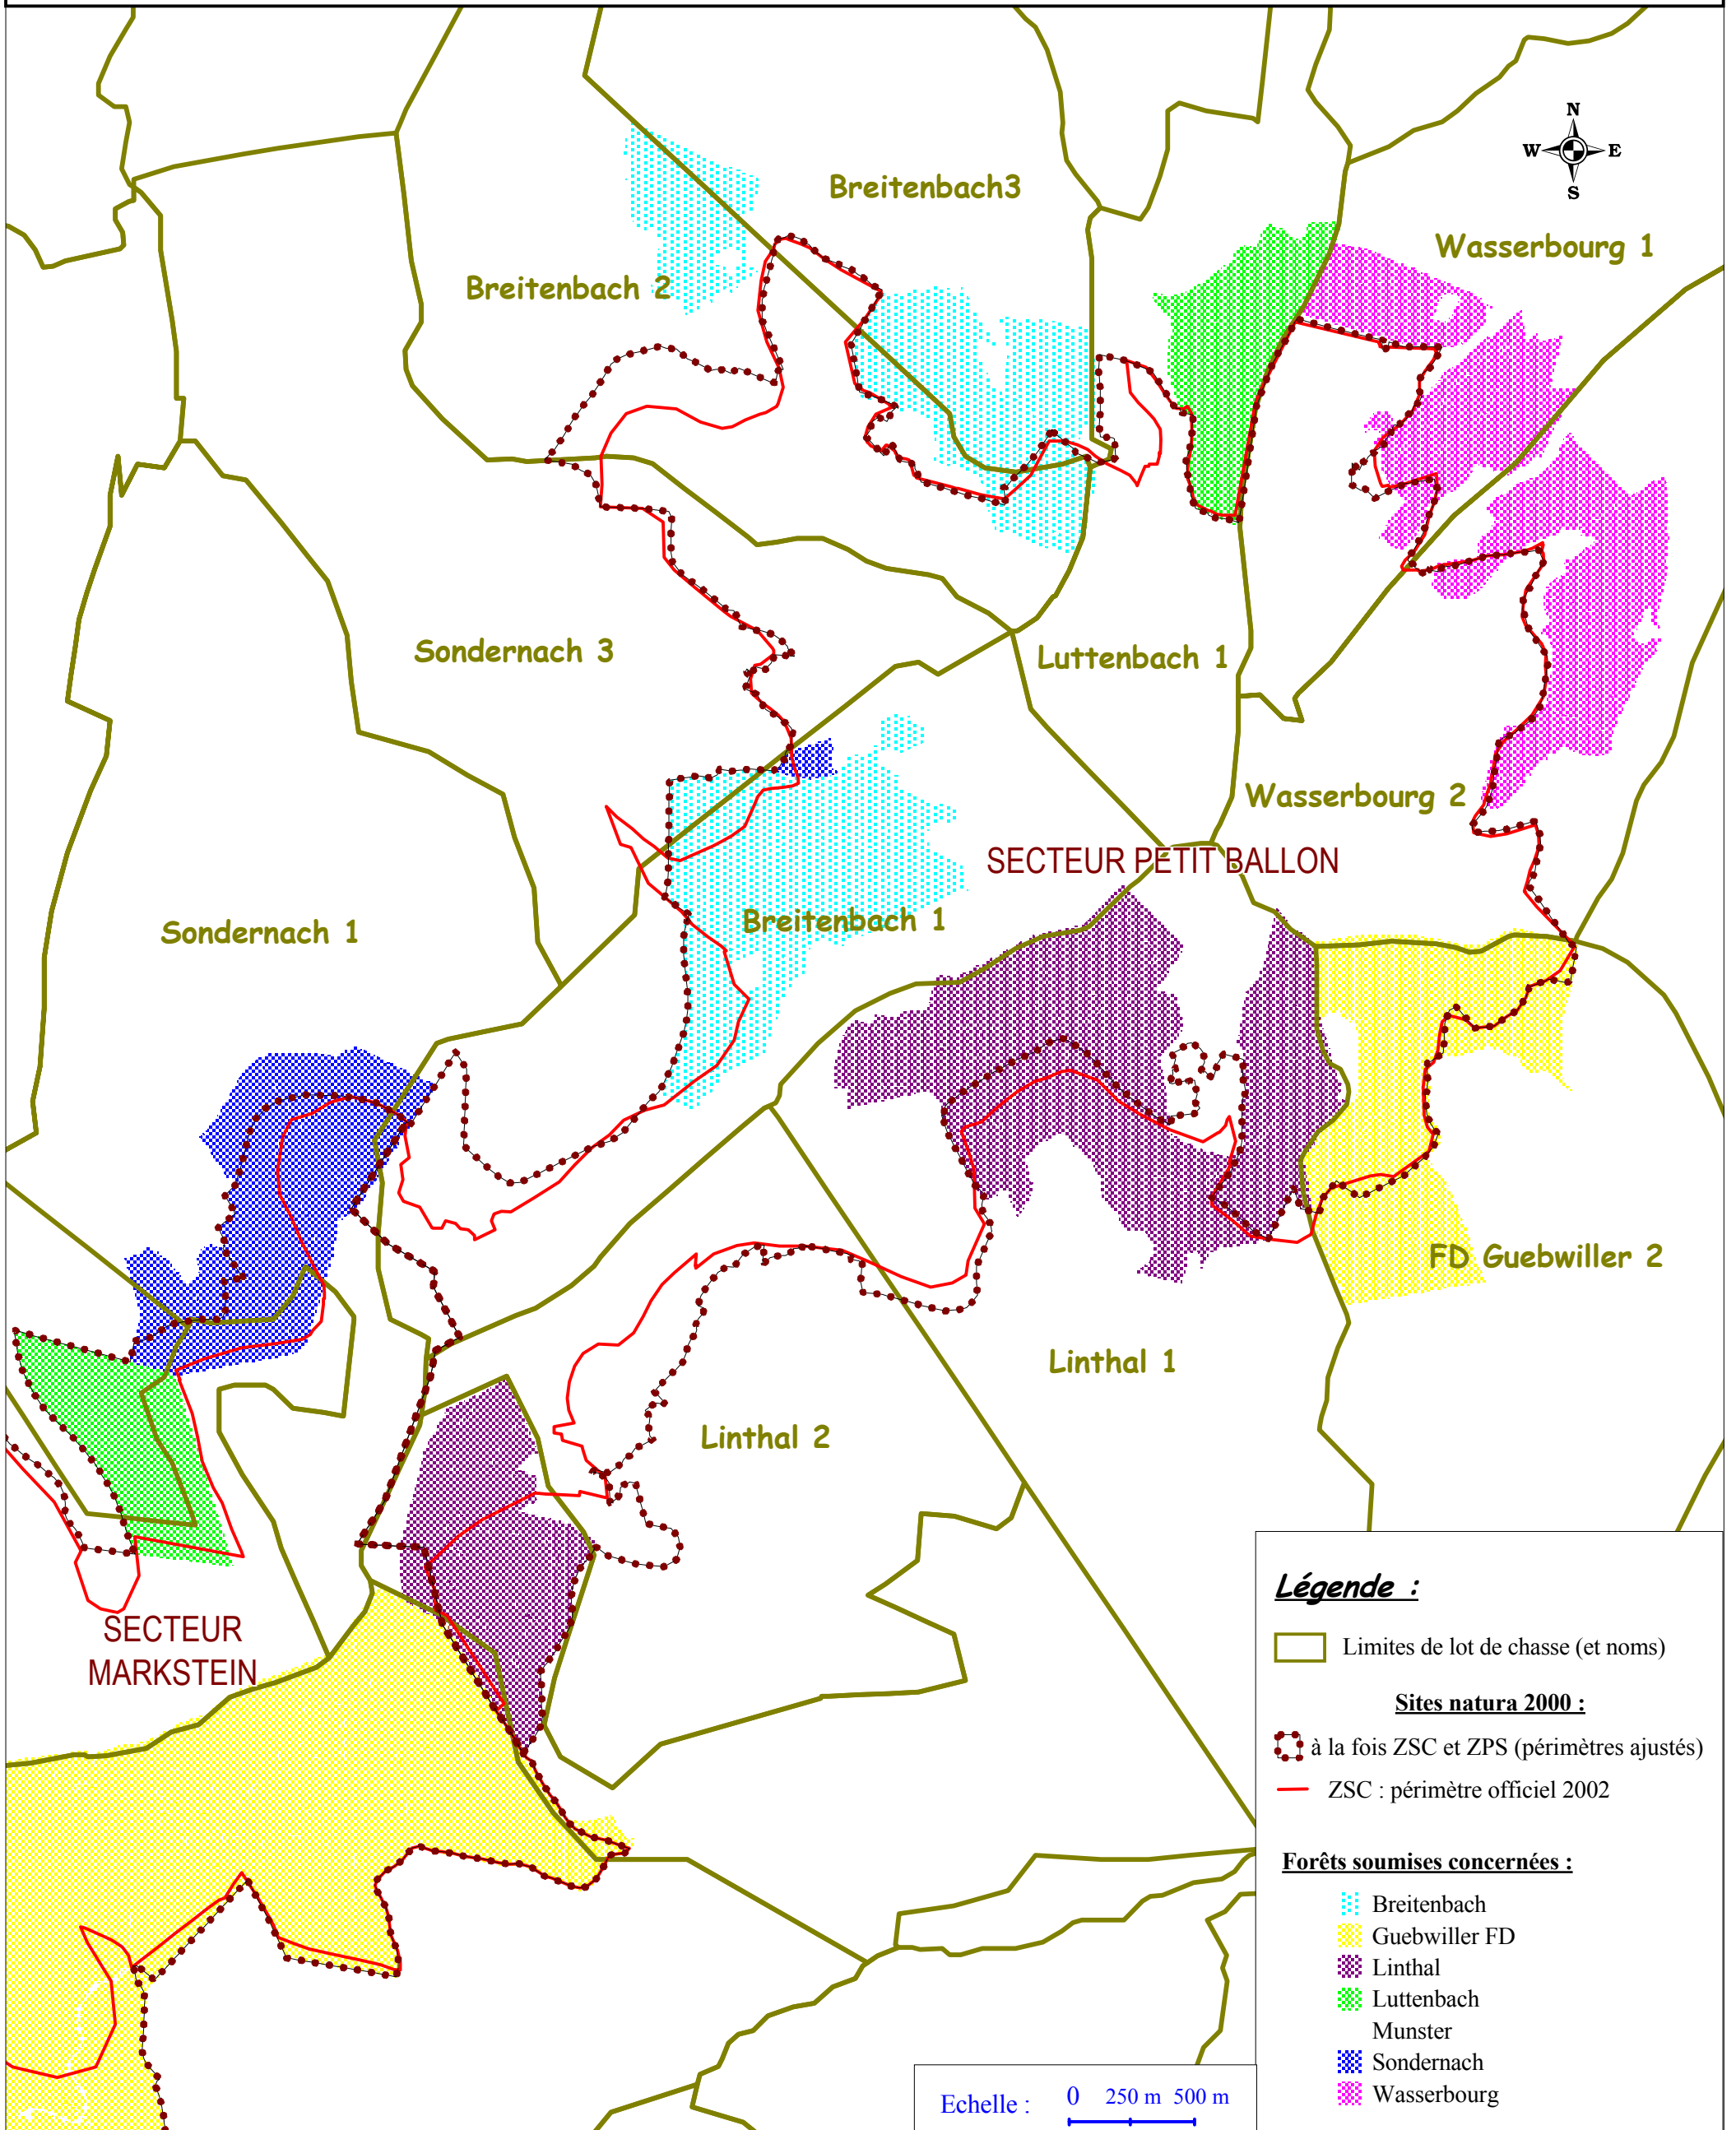 N
W E
S
Breitenbach3
Wasserbourg 1
Breitenbach 2
Sondernach 3
Luttenbach 1
Wasserbourg 2
SECTEUR PETIT BALLON
Breitenbach 1
Sondernach 1
FD Guebwiller 2
Linthal 1
Linthal 2
SECTEUR
MARKSTEIN
Légende :
Limites de lot de chasse (et noms)
Sites natura 2000 :
à la fois ZSC et ZPS (périmètres ajustés)
ZSC : périmètre officiel 2002
Forêts soumises concernées :
Breitenbach
Guebwiller FD
Linthal
Luttenbach
Munster
Sondernach
Wasserbourg
Echelle : 0 250 m 500 m